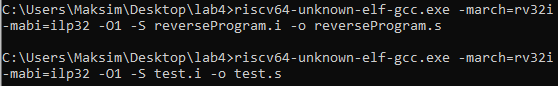 C:\Users\Maksim\Desktop\lab4>riscv64-unknown-elf-gcc.exe -march=rv32i
-mabi=ilp32 -O1 -S reverseProgram.i -o reverseProgram.s
C:\Users\Maksim\Desktop\lab4>riscv64-unknown-elf-gcc.exe -march=rv32i
-mabi=ilp32 -O1 -S test.i -o test.s